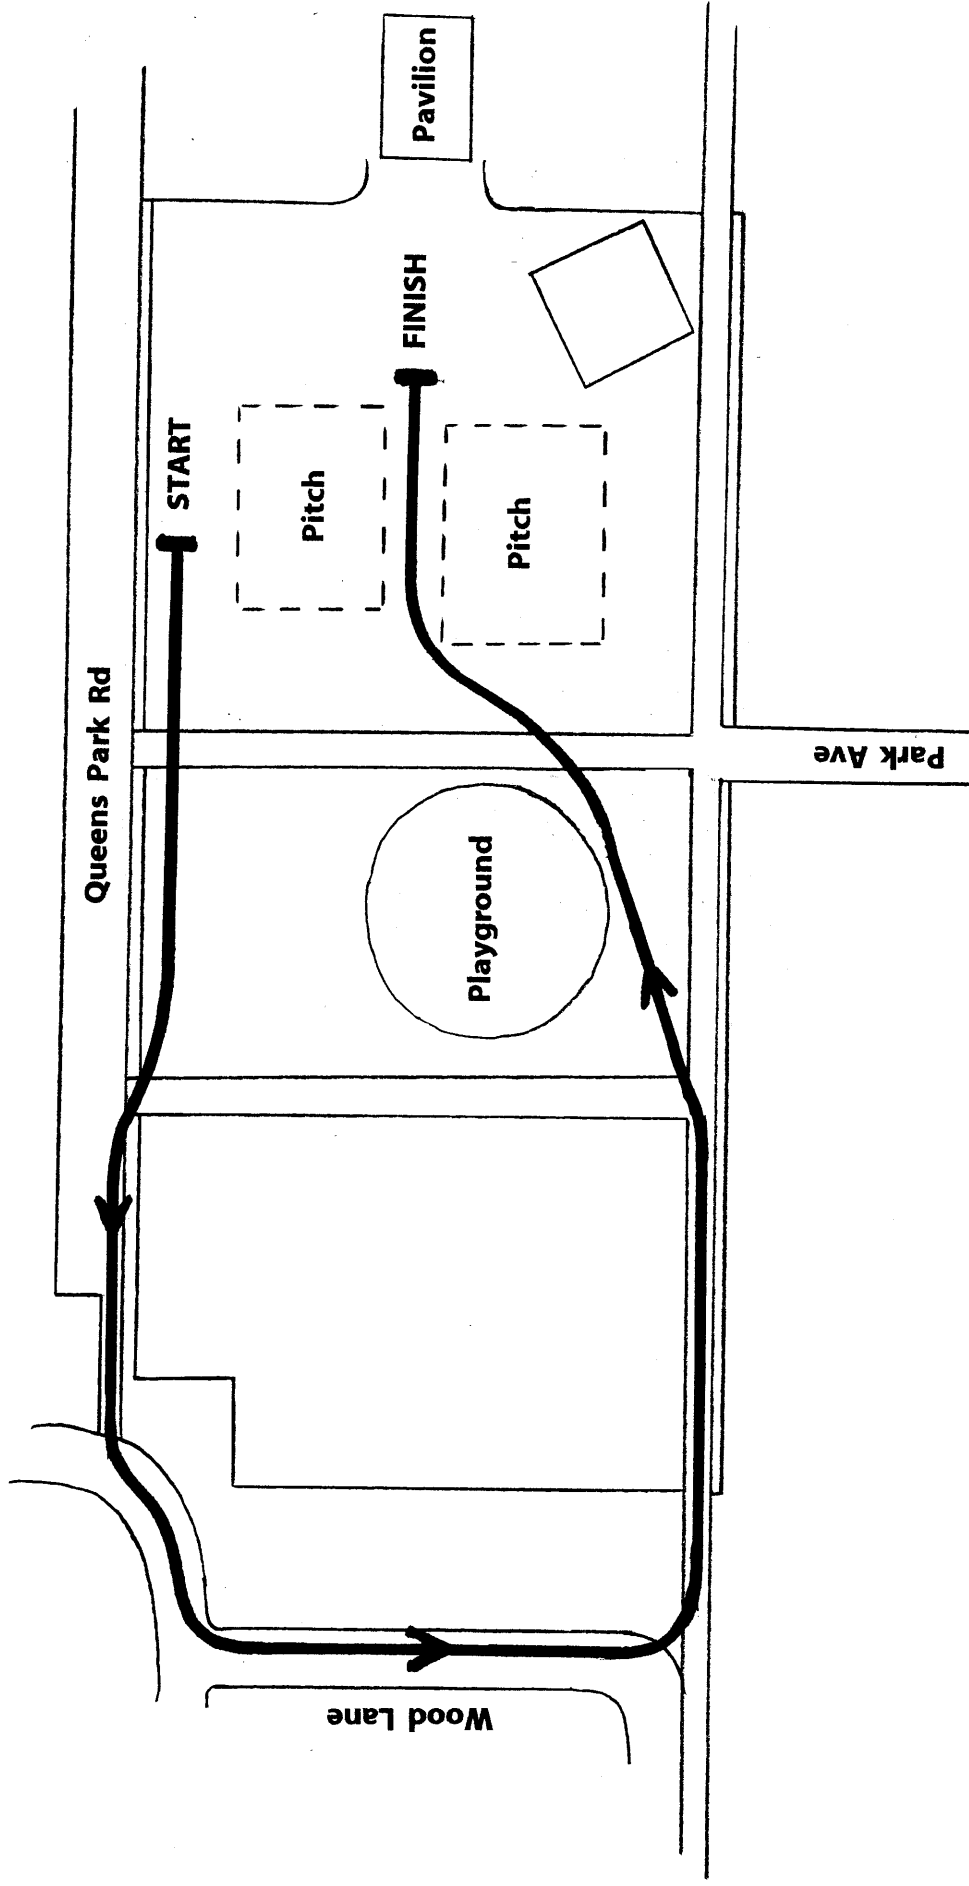 Pavilion
FINISH
START
Pitch
Pitch
Queens Park Rd
Park Ave
Playground
Wood Lane